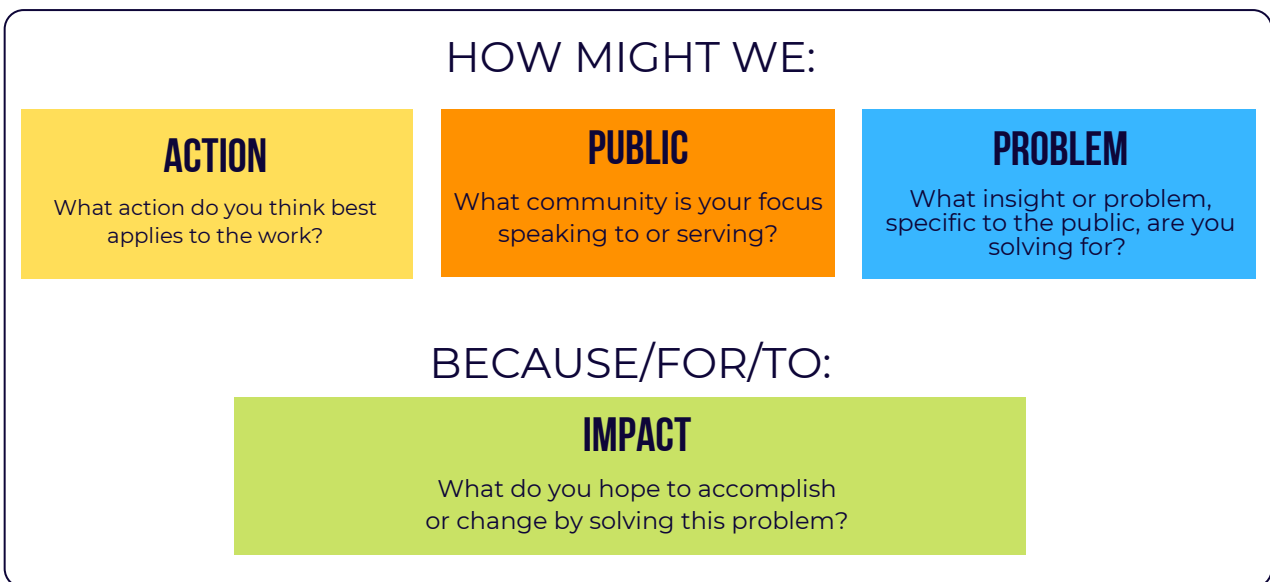 HOW MIGHT WE:
ACTION
What action do you think best
applies to the work?
PUBLIC
What community is your focus
speaking to or serving?
PROBLEM
What insight or problem,
specific to the public, are you
solving for?
BECAUSE/FOR/TO:
IMPACT
What do you hope to accomplish
or change by solving this problem?